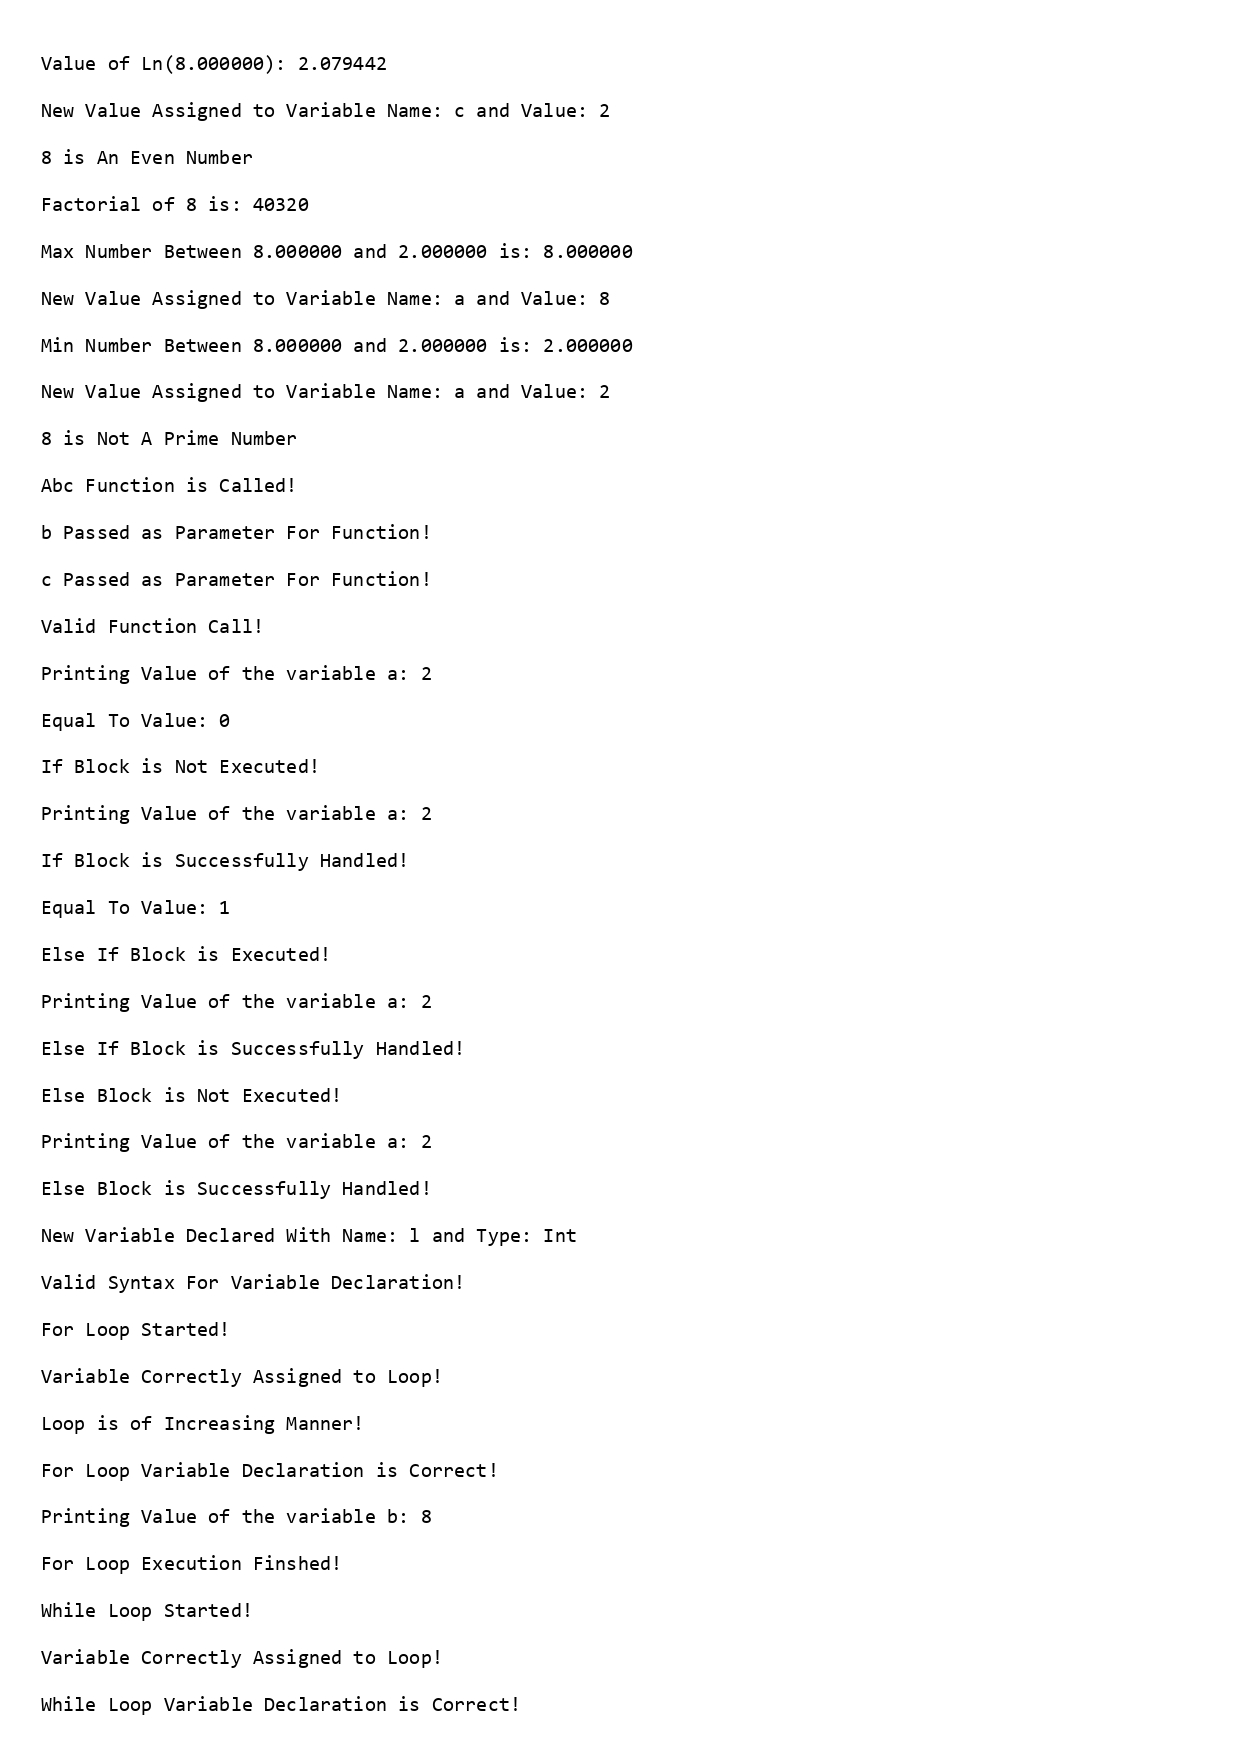 Value of Ln(8.000000): 2.079442
New Value Assigned to Variable Name: c and Value: 2
8 is An Even Number
Factorial of 8 is: 40320
Max Number Between 8.000000 and 2.000000 is: 8.000000
New Value Assigned to Variable Name: a and Value: 8
Min Number Between 8.000000 and 2.000000 is: 2.000000
New Value Assigned to Variable Name: a and Value: 2
8 is Not A Prime Number
Abc Function is Called!
b Passed as Parameter For Function!
c Passed as Parameter For Function!
Valid Function Call!
Printing Value of the variable a: 2
Equal To Value: 0
If Block is Not Executed!
Printing Value of the variable a: 2
If Block is Successfully Handled!
Equal To Value: 1
Else If Block is Executed!
Printing Value of the variable a: 2
Else If Block is Successfully Handled!
Else Block is Not Executed!
Printing Value of the variable a: 2
Else Block is Successfully Handled!
New Variable Declared With Name: l and Type: Int
Valid Syntax For Variable Declaration!
For Loop Started!
Variable Correctly Assigned to Loop!
Loop is of Increasing Manner!
For Loop Variable Declaration is Correct!
Printing Value of the variable b: 8
For Loop Execution Finshed!
While Loop Started!
Variable Correctly Assigned to Loop!
While Loop Variable Declaration is Correct!